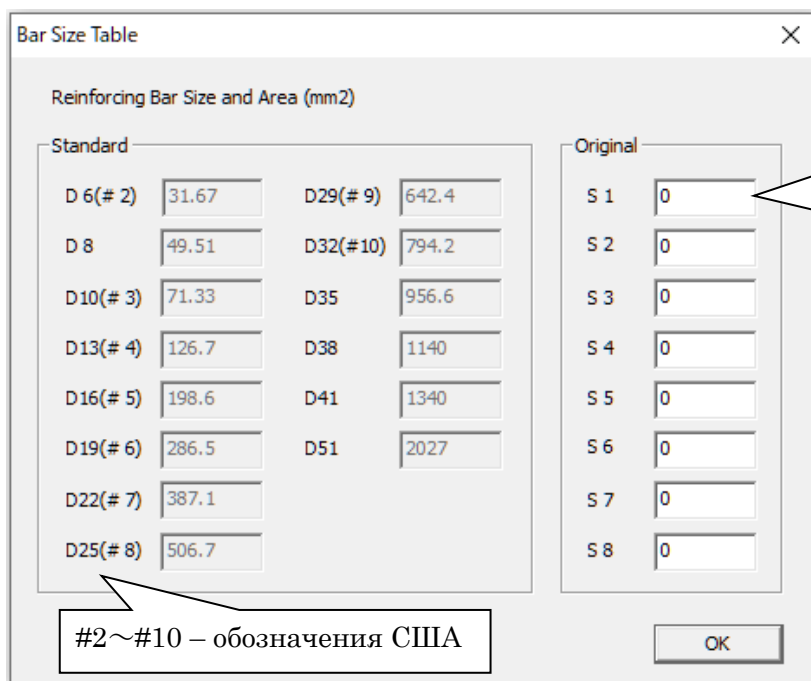 Bar Size Table
Reinforcing Bar Size and Area (mm2)
Standard
D 6(# 2) 31.67 D29(# 9) 642.4
D 8 49.51 D32(#10) 794.2
D10(# 3) 71.33 D35 956.6
D13(# 4) 126.7 D38 1140
D16(# 5) 198.6 D41 1340
D19(# 6) 286.5 D51 2027
D22(# 7) 387.1
D25(# 8) 506.7
Original
S 1 0
S 2 0
S 3 0
S 4 0
S 5 0
S 6 0
S 7 0
S 8 0
#2～#10 – обозначения США
OK